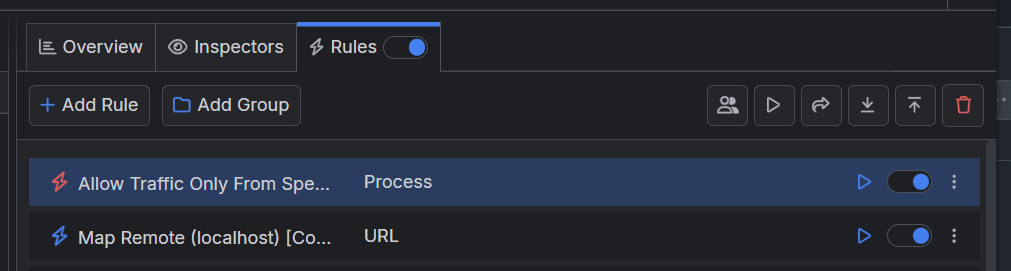 Overview Inspectors Rules
Add Rule Add Group
Allow Traffic Only From Spe... Process
Map Remote (localhost) [Co... URL